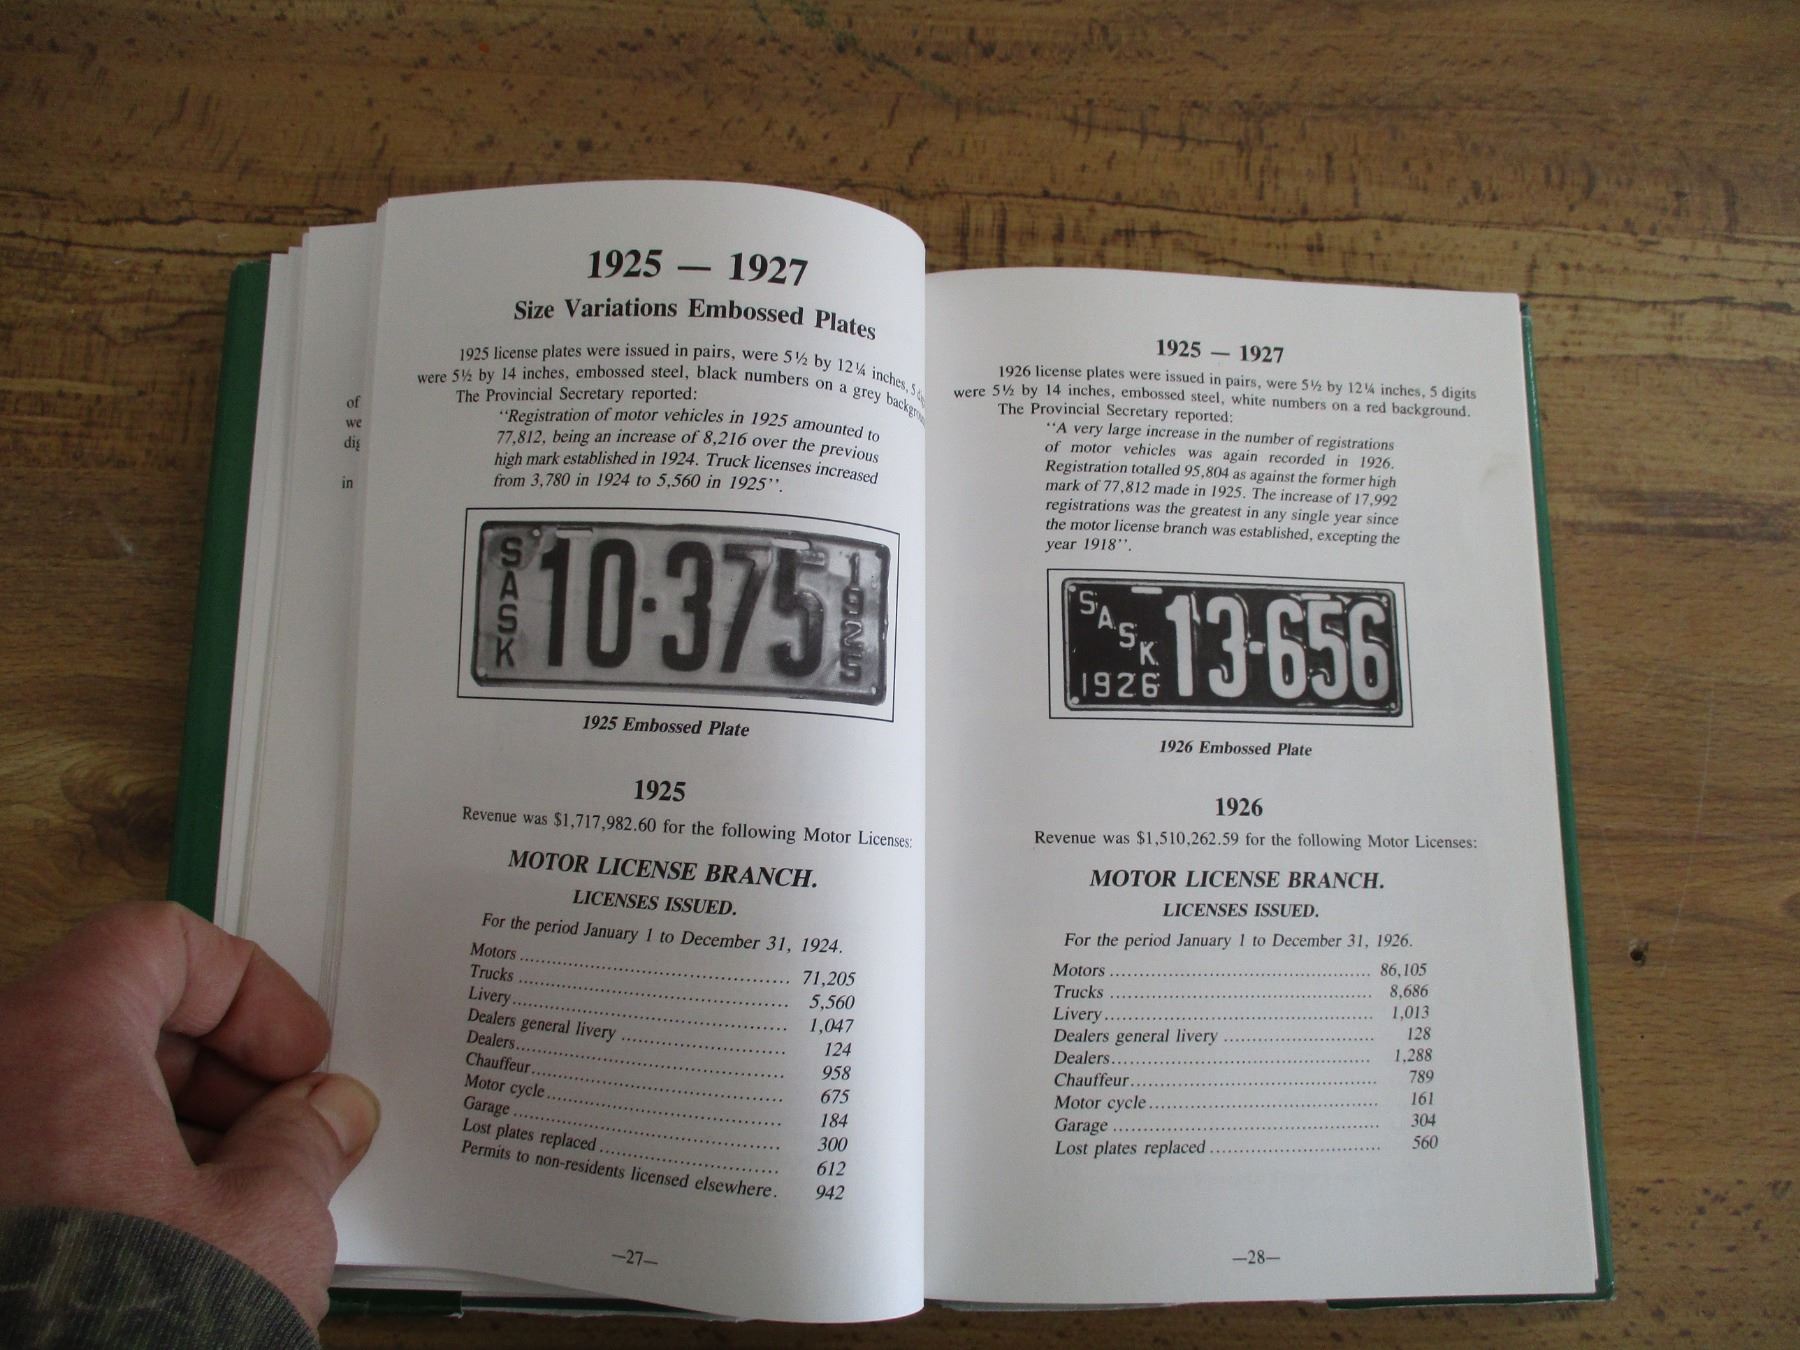 of
we
in
1925 — 1927
Size Variations Embossed Plates
1925 license plates were issued in pairs, were 5½ by 12¼ inches, 5
were 5½ by 14 inches, embossed steel, black numbers on a grey
The Provincial Secretary reported:
"Registration of motor vehicles in 1925 amounted to
77,812, being an increase of 8,216 over the previous
high mark established in 1924. Truck licenses increased
from 3,780 in 1924 to 5,560 in 1925".
SASK 10·375 1925
1925 Embossed Plate
1925
Revenue was $1,717,982.60 for the following Motor Licenses:
MOTOR LICENSE BRANCH.
LICENSES ISSUED.
For the period January 1 to December 31, 1924.
Motors ........................................ 71,205
Trucks ........................................ 5,560
Livery ........................................ 1,047
Dealers general livery ........................ 124
Dealers ....................................... 958
Chauffeur ..................................... 675
Motor cycle ................................... 184
Garage ........................................ 300
Lost plates replaced .......................... 612
Permits to non-residents licensed elsewhere. 942
—27—
1925 — 1927
1926 license plates were issued in pairs, were 5½ by 12¼ inches, 5 digits
were 5½ by 14 inches, embossed steel, white numbers on a red background.
The Provincial Secretary reported:
"A very large increase in the number of registrations
of motor vehicles was again recorded in 1926.
Registration totalled 95,804 as against the former high
mark of 77,812 made in 1925. The increase of 17,992
registrations was the greatest in any single year since
the motor license branch was established, excepting the
year 1918".
SASK
1926
13-656
1926 Embossed Plate
1926
Revenue was $1,510,262.59 for the following Motor Licenses:
MOTOR LICENSE BRANCH.
LICENSES ISSUED.
For the period January 1 to December 31, 1926.
Motors ........................................ 86,105
Trucks ........................................ 8,686
Livery ........................................ 1,013
Dealers general livery ........................ 128
Dealers ....................................... 1,288
Chauffeur ..................................... 789
Motor cycle ................................... 161
Garage ........................................ 304
Lost plates replaced .......................... 560
—28—